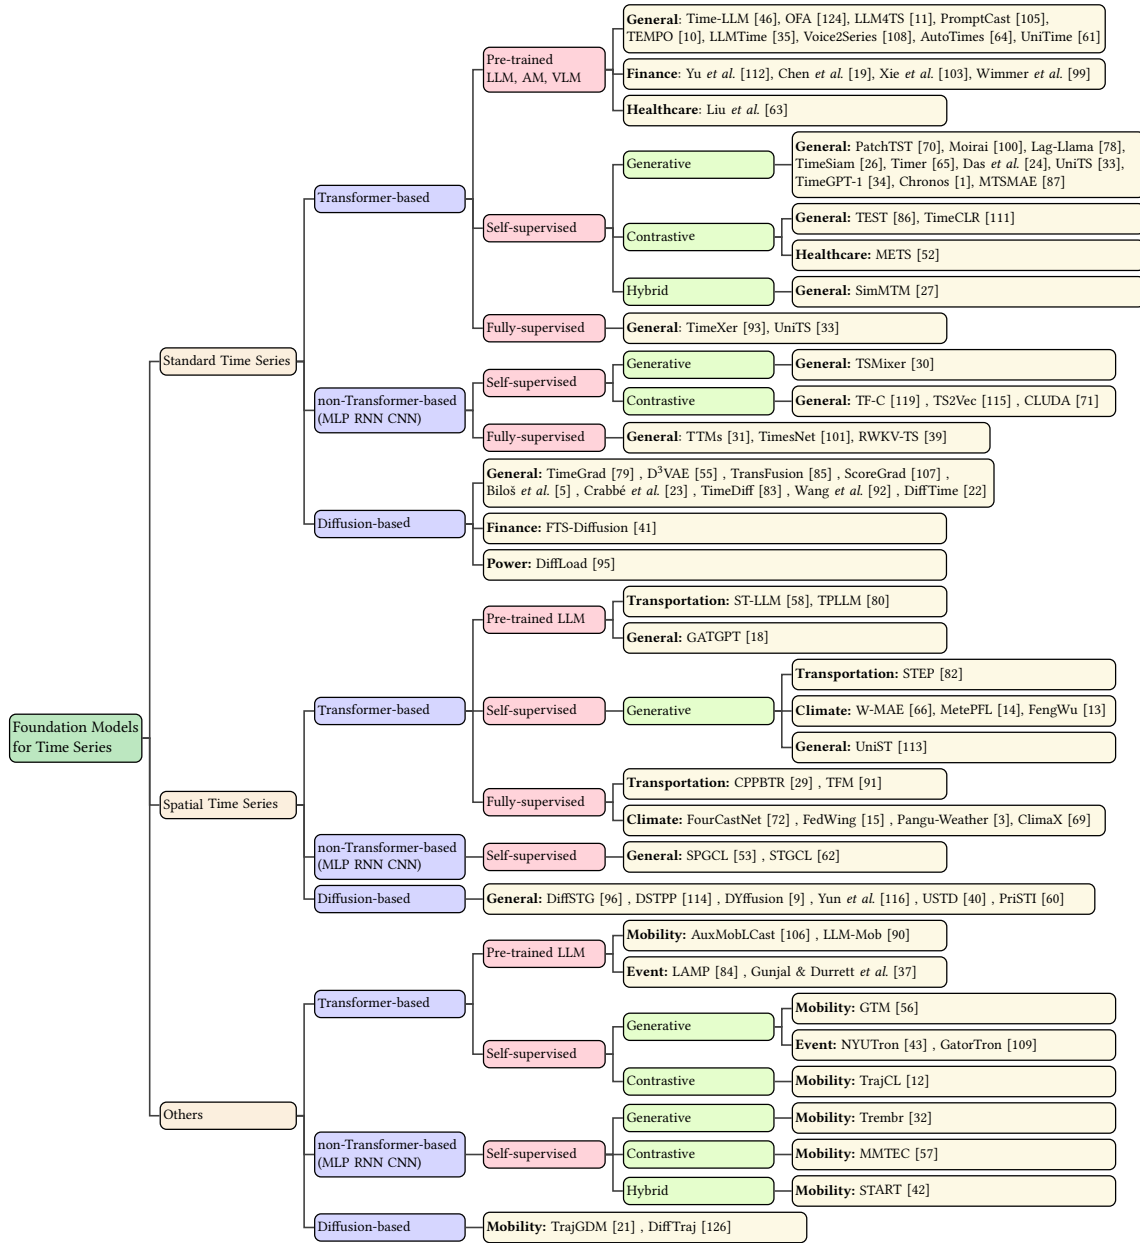 General: Time-LLM [46], OFA [124], LLM4TS [11], PromptCast [105],
TEMPO [10], LLMTime [35], Voice2Series [108], AutoTimes [64], UniTime [61]
Pre-trained
LLM, AM, VLM
Finance: Yu et al. [112], Chen et al. [19], Xie et al. [103], Wimmer et al. [99]
Healthcare: Liu et al. [63]
Transformer-based
Self-supervised
Generative
General: PatchTST [70], Moirai [100], Lag-Llama [78],
TimeSiam [26], Timer [65], Das et al. [24], UniTS [33],
TimeGPT-1 [34], Chronos [1], MTSMAE [87]
Contrastive
General: TEST [86], TimeCLR [111]
Healthcare: METS [52]
Hybrid
General: SimMTM [27]
Fully-supervised
General: TimeXer [93], UniTS [33]
Standard Time Series
non-Transformer-based
(MLP RNN CNN)
Self-supervised
Generative
General: TSMixer [30]
Contrastive
General: TF-C [119] , TS2Vec [115] , CLUDA [71]
Fully-supervised
General: TTMs [31], TimesNet [101], RWKV-TS [39]
Diffusion-based
General: TimeGrad [79] , D³VAE [55] , TransFusion [85] , ScoreGrad [107] ,
Biloš et al. [5] , Crabbé et al. [23] , TimeDiff [83] , Wang et al. [92] , DiffTime [22]
Finance: FTS-Diffusion [41]
Power: DiffLoad [95]
Foundation Models
for Time Series
Spatial Time Series
Transformer-based
Pre-trained LLM
Transportation: ST-LLM [58], TPLLM [80]
General: GATGPT [18]
Self-supervised
Generative
Transportation: STEP [82]
Climate: W-MAE [66], MetePFL [14], FengWu [13]
General: UniST [113]
Fully-supervised
Transportation: CPPBTR [29] , TFM [91]
Climate: FourCastNet [72] , FedWing [15] , Pangu-Weather [3], ClimaX [69]
non-Transformer-based
(MLP RNN CNN)
Self-supervised
General: SPGCL [53] , STGCL [62]
Diffusion-based
General: DiffSTG [96] , DSTPP [114] , DYffusion [9] , Yun et al. [116] , USTD [40] , PriSTI [60]
Others
Transformer-based
Pre-trained LLM
Mobility: AuxMobLCast [106] , LLM-Mob [90]
Event: LAMP [84] , Gunjal & Durrett et al. [37]
Self-supervised
Generative
Mobility: GTM [56]
Event: NYUTron [43] , GatorTron [109]
Contrastive
Mobility: TrajCL [12]
non-Transformer-based
(MLP RNN CNN)
Self-supervised
Generative
Mobility: Trembr [32]
Contrastive
Mobility: MMTEC [57]
Hybrid
Mobility: START [42]
Diffusion-based
Mobility: TrajGDM [21] , DiffTraj [126]